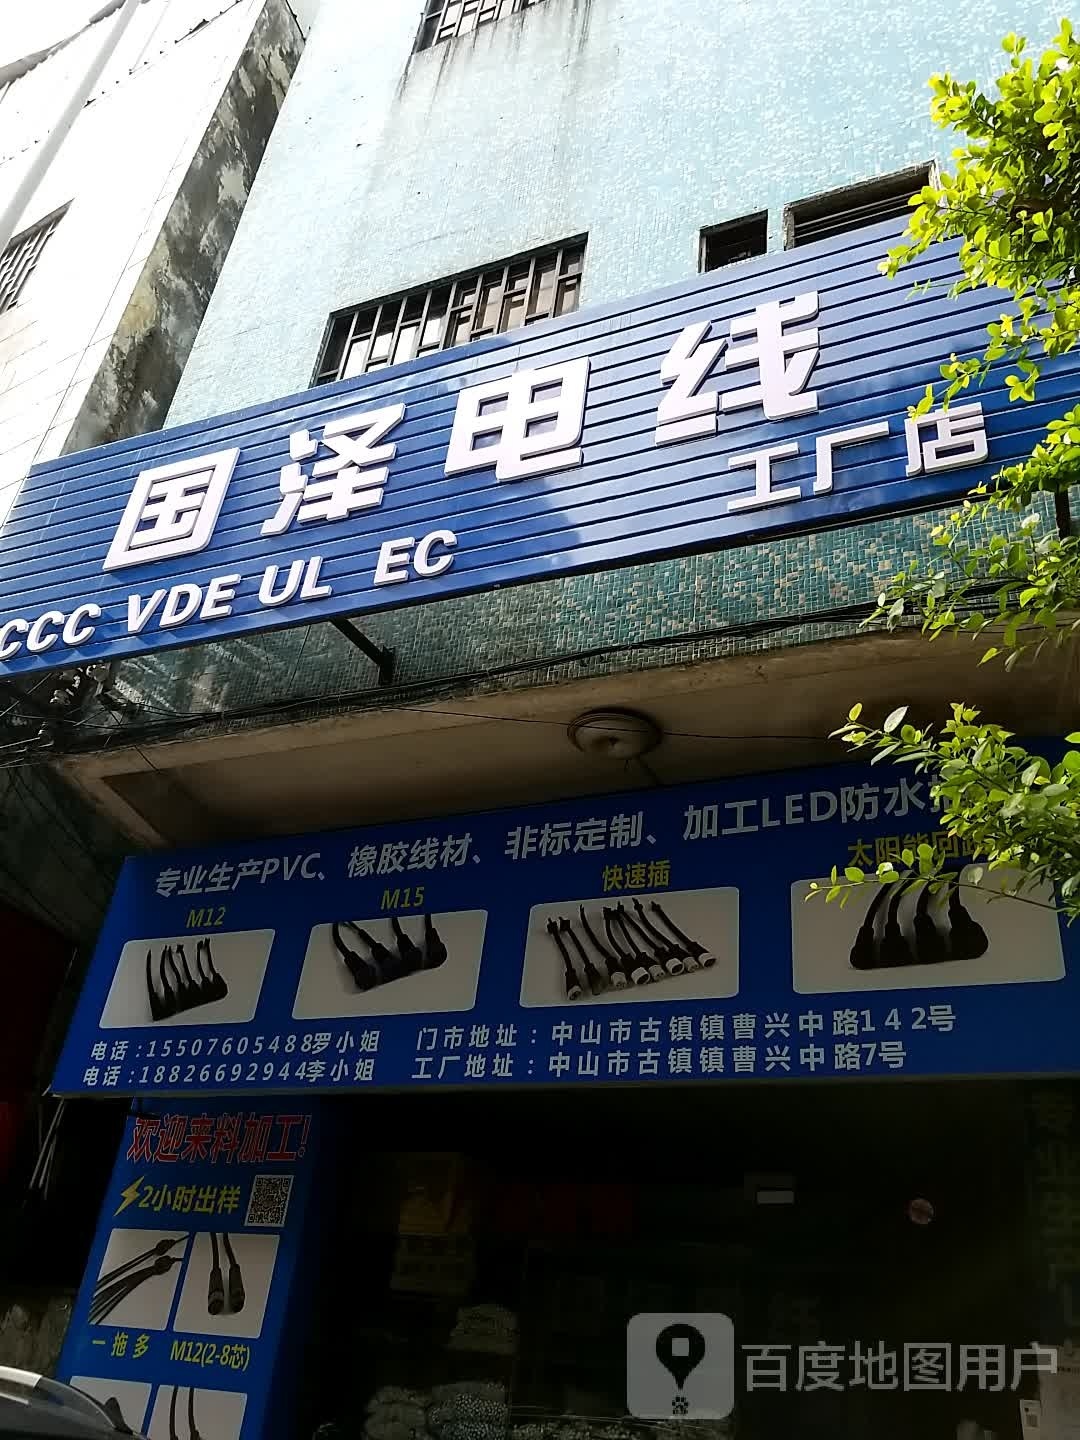 国泽电线
工厂店
CCC VDE UL EC
专业生产PVC、橡胶线材、非标定制、加工LED防水
M12 M15 快速插 太阳能回路
电话:15507605488罗小姐 门市地址:中山市古镇镇曹兴中路142号
电话:18826692944李小姐 工厂地址:中山市古镇镇曹兴中路7号
欢迎来料加工!
2小时出样
一拖多 M12(2-8芯)
百度地图用户